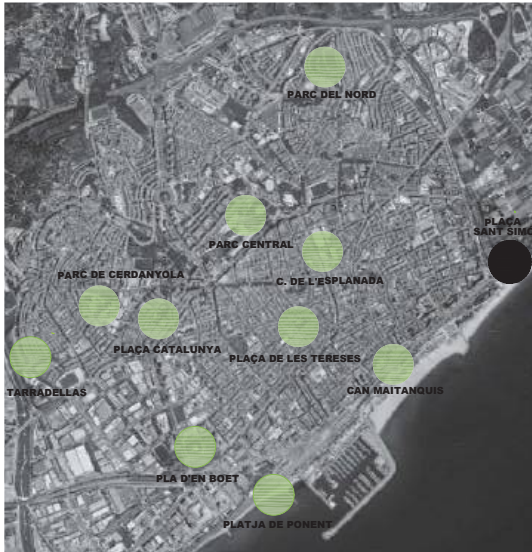 PARC DEL NORD
PLAÇA
SANT SIMÓ
PARC CENTRAL
C. DE L'ESPLANADA
PARC DE CERDANYOLA
PLAÇA CATALUNYA
PLAÇA DE LES TERESES
CAN MAITANQUIS
TARRADELLAS
PLA D'EN BOET
PLATJA DE PONENT